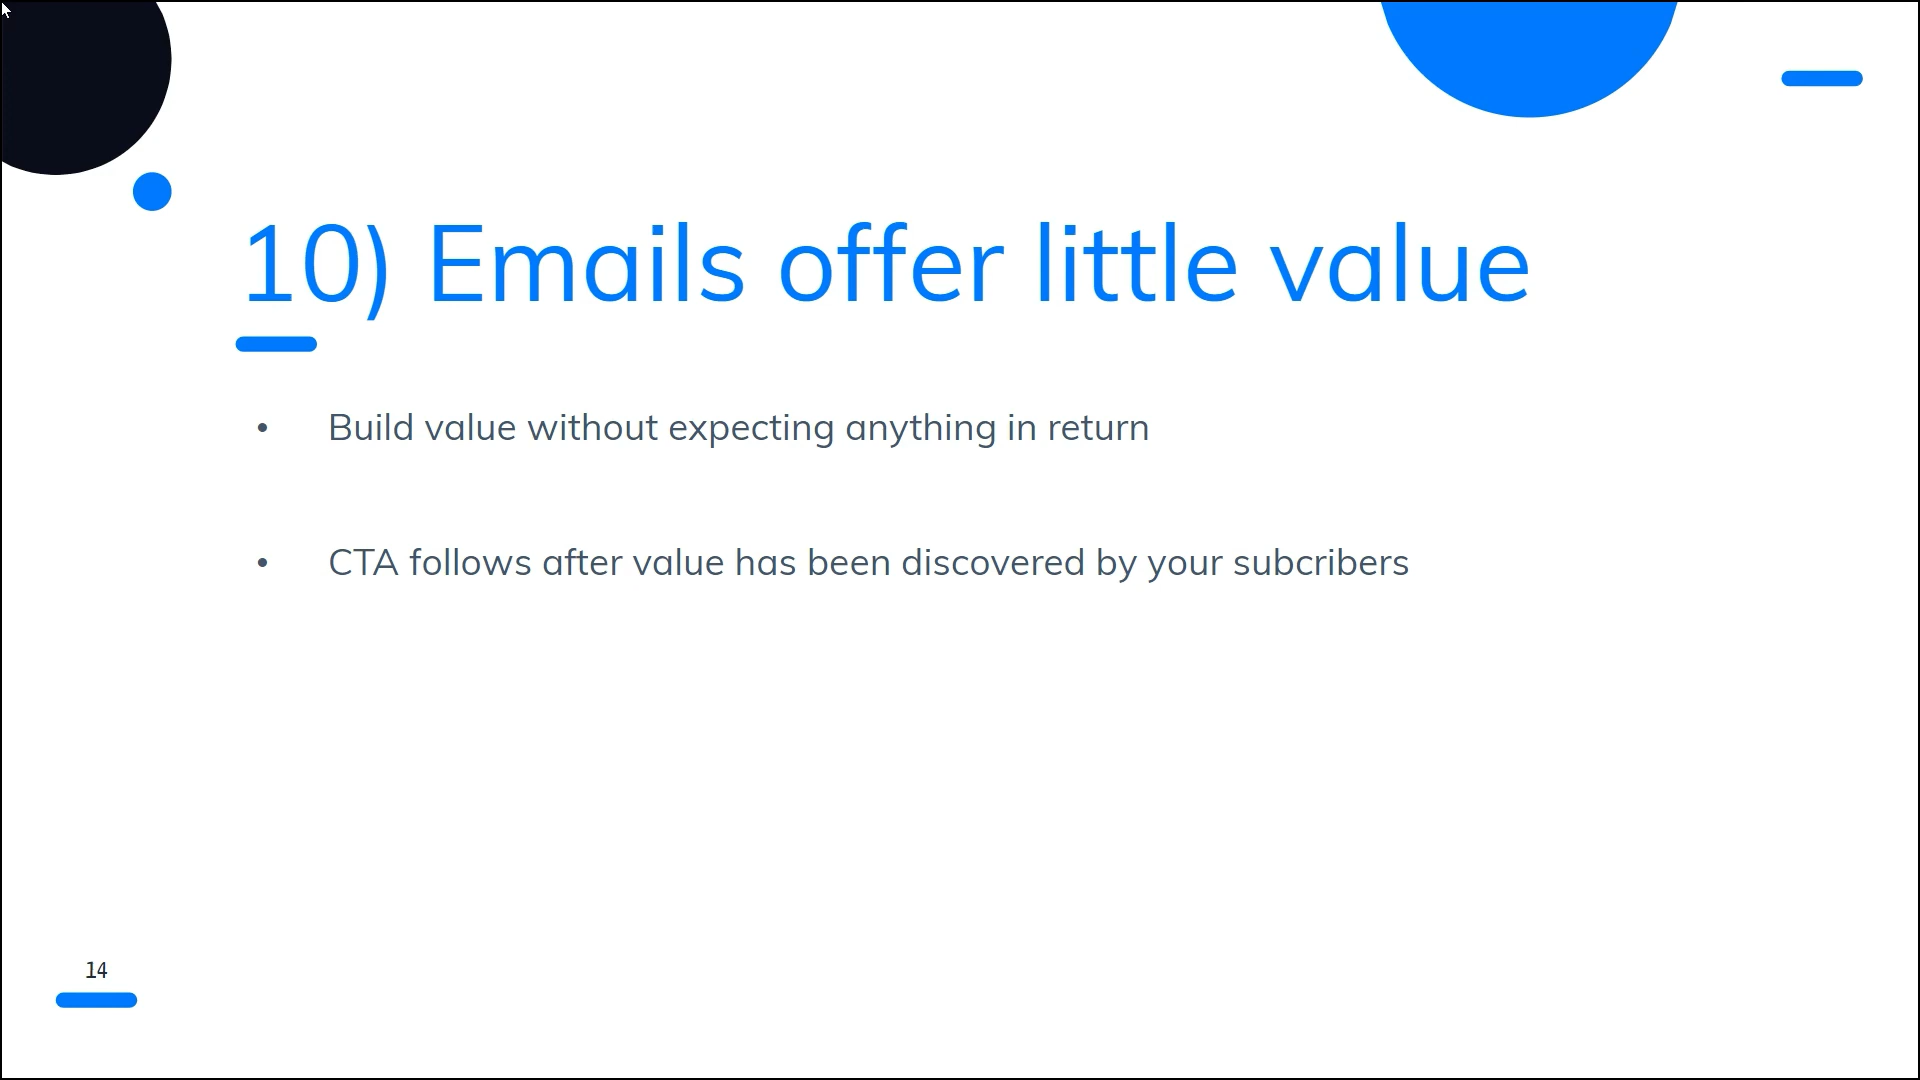 10) Emails offer little value
• Build value without expecting anything in return
• CTA follows after value has been discovered by your subcribers
14